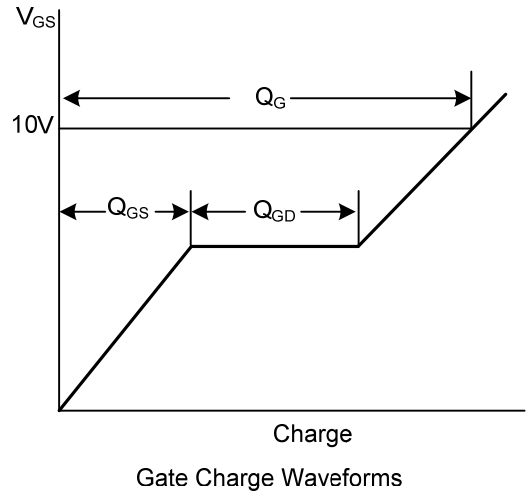 VGS
QG
10V
QGS QGD
Charge
Gate Charge Waveforms